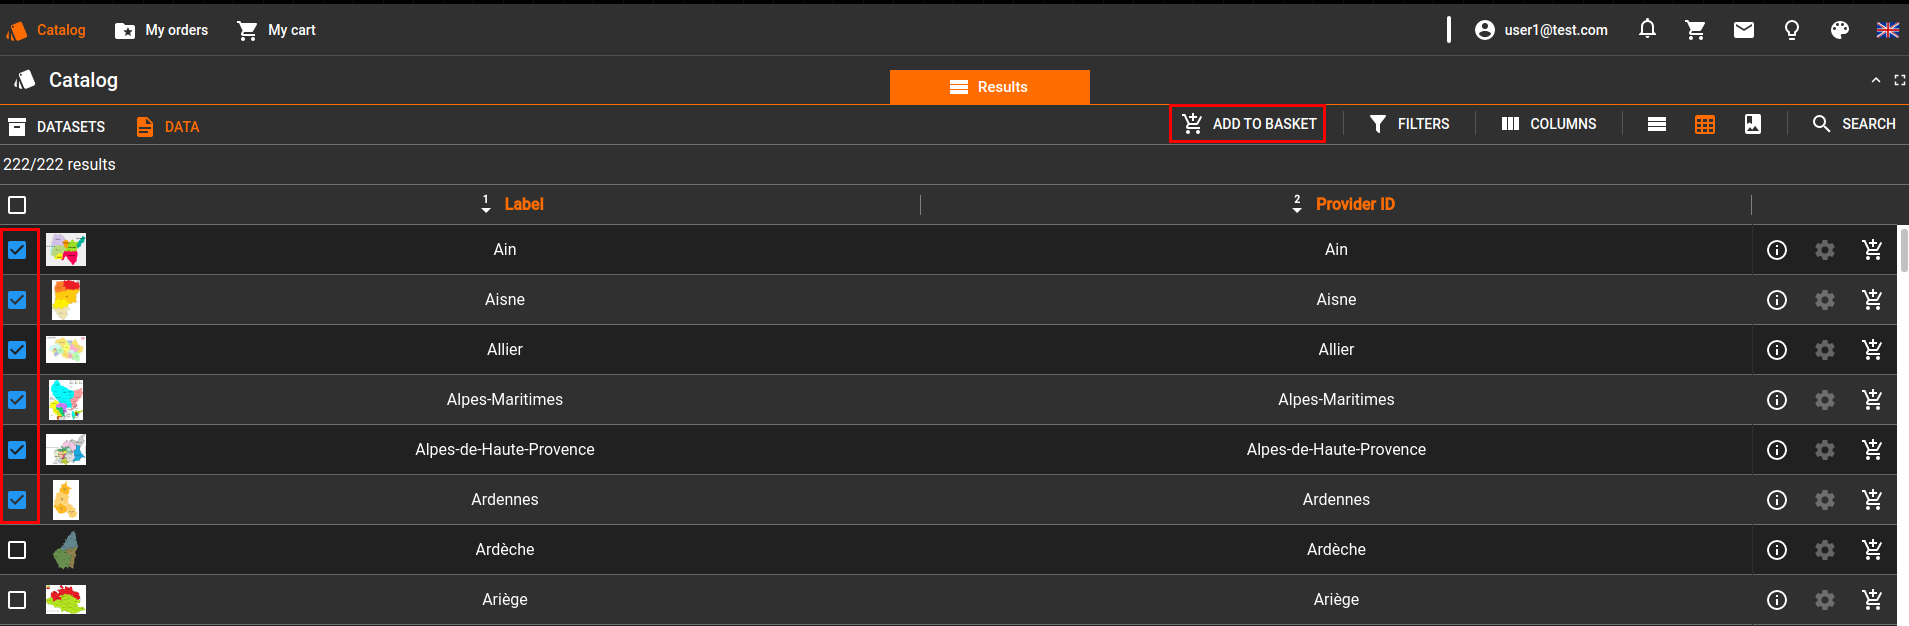 Catalog My orders My cart user1@test.com
Catalog Results
DATASETS DATA ADD TO BASKET FILTERS COLUMNS SEARCH
222/222 results
1 Label 2 Provider ID
Ain Ain
Aisne Aisne
Allier Allier
Alpes-Maritimes Alpes-Maritimes
Alpes-de-Haute-Provence Alpes-de-Haute-Provence
Ardennes Ardennes
Ardèche Ardèche
Ariège Ariège